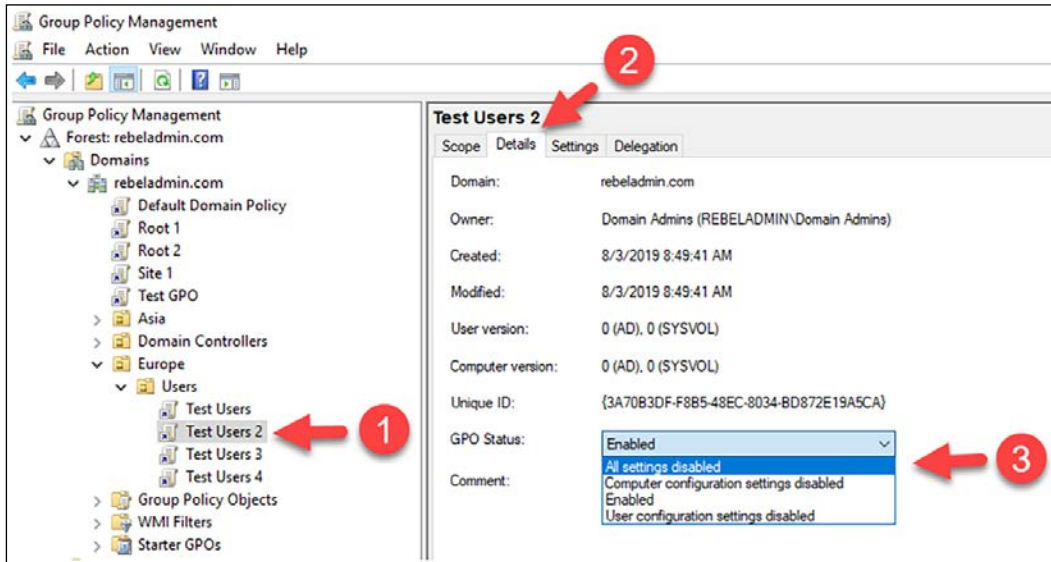 Group Policy Management
File Action View Window Help
Group Policy Management
Forest: rebeladmin.com
Domains
rebeladmin.com
Default Domain Policy
Root 1
Root 2
Site 1
Test GPO
Asia
Domain Controllers
Europe
Users
Test Users
Test Users 2
1
Test Users 3
Test Users 4
Group Policy Objects
WMI Filters
Starter GPOs
2
Test Users 2
Scope Details Settings Delegation
Domain: rebeladmin.com
Owner: Domain Admins (REBELADMIN\Domain Admins)
Created: 8/3/2019 8:49:41 AM
Modified: 8/3/2019 8:49:41 AM
User version: 0 (AD), 0 (SYSVOL)
Computer version: 0 (AD), 0 (SYSVOL)
Unique ID: {3A70B3DF-F8B5-48EC-8034-BD872E19A5CA}
GPO Status: Enabled
All settings disabled
3
Comment: Computer configuration settings disabled
Enabled
User configuration settings disabled